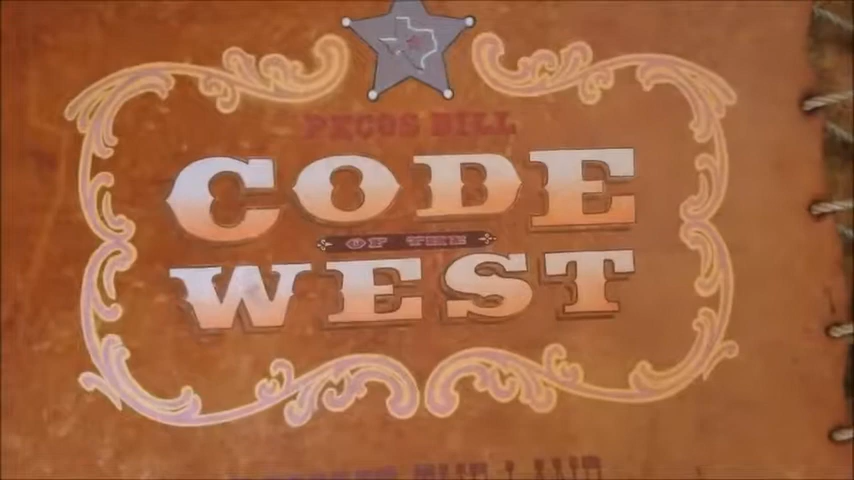 PECOS BILL
CODE
OF THE
WEST